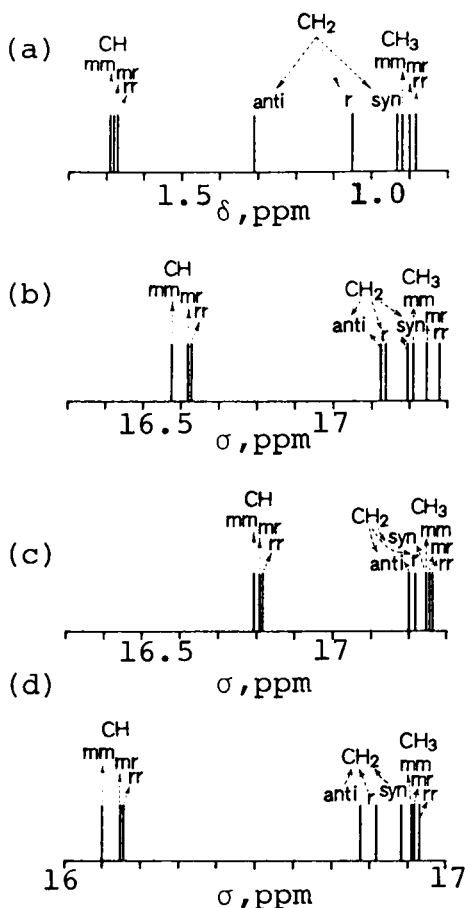 (a)
CH₂
CH
CH₃
mm
mr
rr
mm
mr
rr
anti
r
syn
1.5
1.0
δ,ppm
(b)
CH
mm
mr
rr
CH₂
CH₃
mm
mr
rr
anti
r
syn
16.5
17
σ,ppm
(c)
CH
mm
mr
rr
CH₂
CH₃
syn
mm
mr
rr
anti
r
16.5
17
σ,ppm
(d)
CH
mm
mr
rr
CH₂
CH₃
mm
mr
rr
anti
r
syn
16
17
σ,ppm